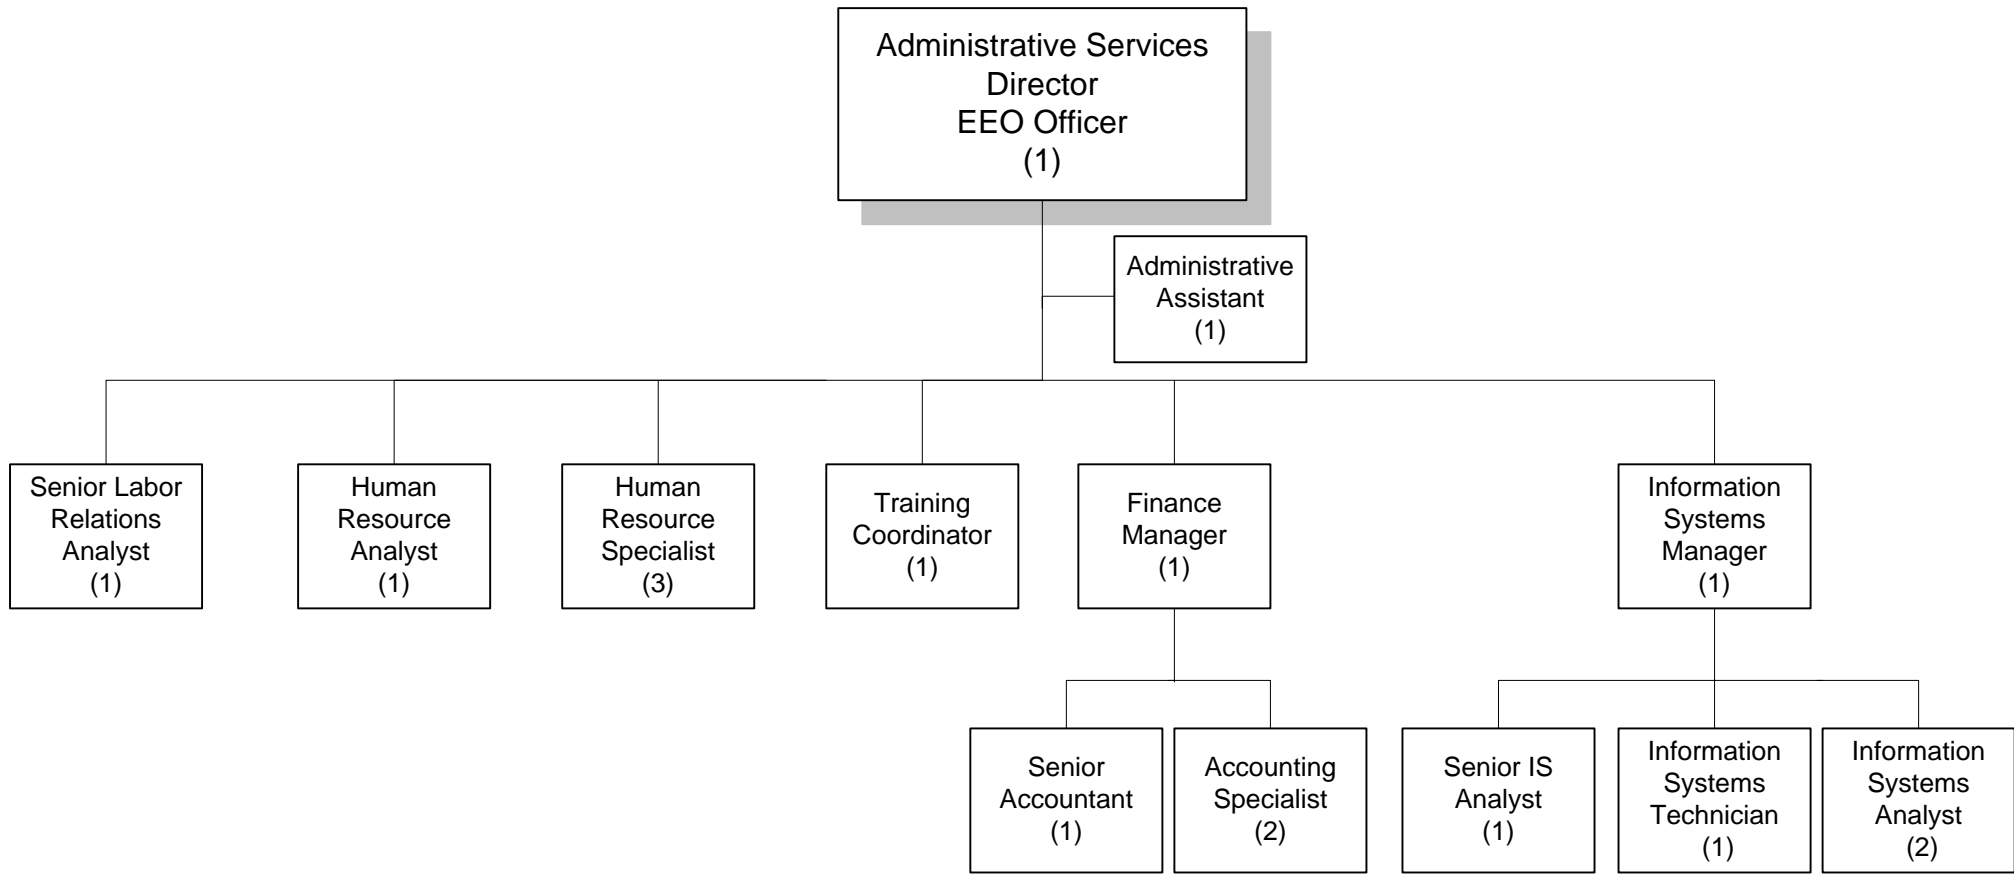 Administrative Services
Director
EEO Officer
(1)
Administrative
Assistant
(1)
Senior Labor
Relations
Analyst
(1)
Human
Resource
Analyst
(1)
Human
Resource
Specialist
(3)
Training
Coordinator
(1)
Finance
Manager
(1)
Information
Systems
Manager
(1)
Senior
Accountant
(1)
Accounting
Specialist
(2)
Senior IS
Analyst
(1)
Information
Systems
Technician
(1)
Information
Systems
Analyst
(2)